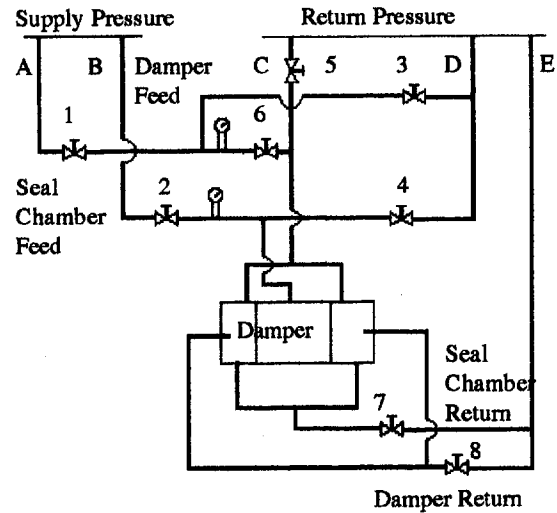 Supply Pressure
Return Pressure
A
B
Damper
Feed
C
5
3
D
E
1
6
Seal
Chamber
Feed
2
4
Damper
Seal
Chamber
Return
7
8
Damper Return